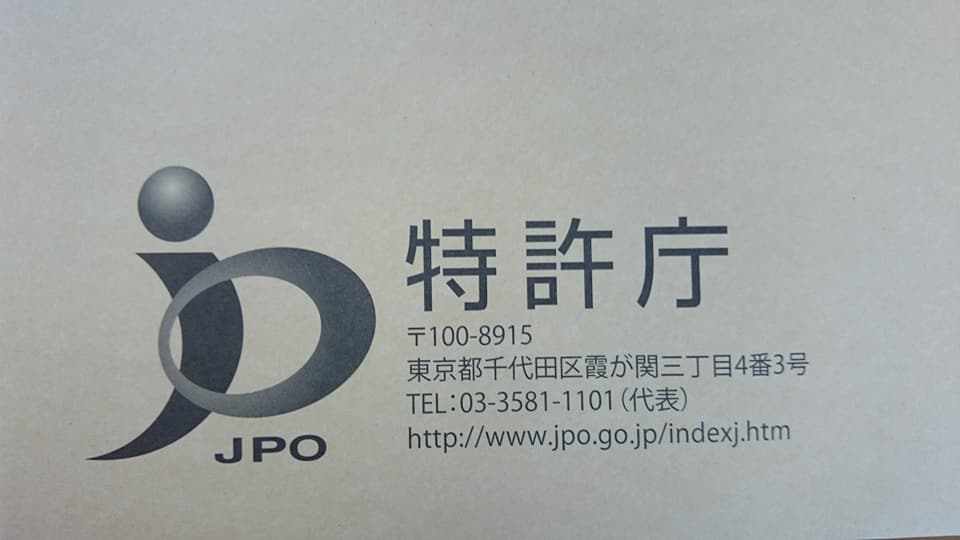 特許庁
〒100-8915
東京都千代田区霞が関三丁目4番3号
TEL:03-3581-1101(代表)
http://www.jpo.go.jp/indexj.htm
JPO